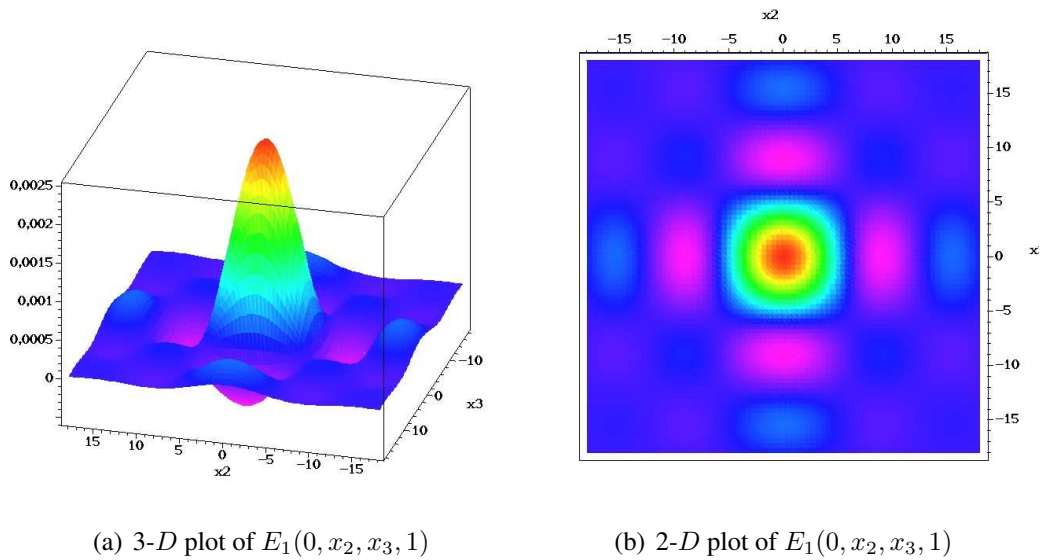 0,0025
0,002
0,0015
0,001
0,0005
0
15 10 5 0 −5 −10 −15
x2
−10
0
10
x3
x2
−15 −10 −5 0 5 10 15
15
10
5
0
−5
−10
−15
(a) 3-D plot of E₁(0, x₂, x₃, 1)
(b) 2-D plot of E₁(0, x₂, x₃, 1)